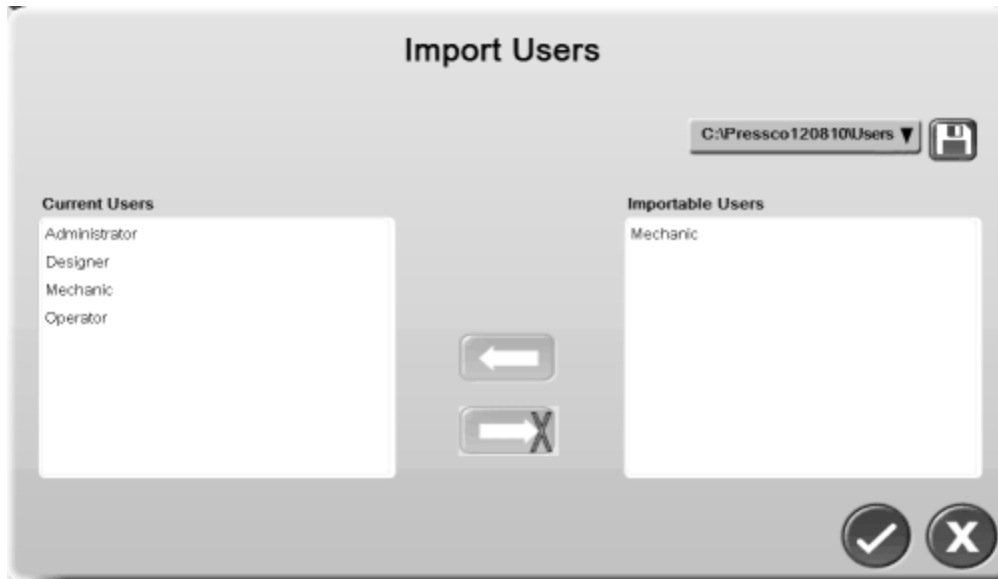 Import Users
C:\Pressco120810\Users
Current Users
Administrator
Designer
Mechanic
Operator
Importable Users
Mechanic